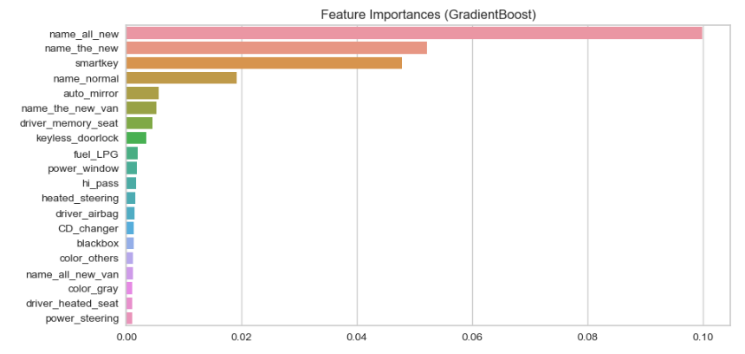 Feature Importances (GradientBoost)
name_all_new
name_the_new
smartkey
name_normal
auto_mirror
name_the_new_van
driver_memory_seat
keyless_doorlock
fuel_LPG
power_window
hi_pass
heated_steering
driver_airbag
CD_changer
blackbox
color_others
name_all_new_van
color_gray
driver_heated_seat
power_steering
0.00 0.02 0.04 0.06 0.08 0.10